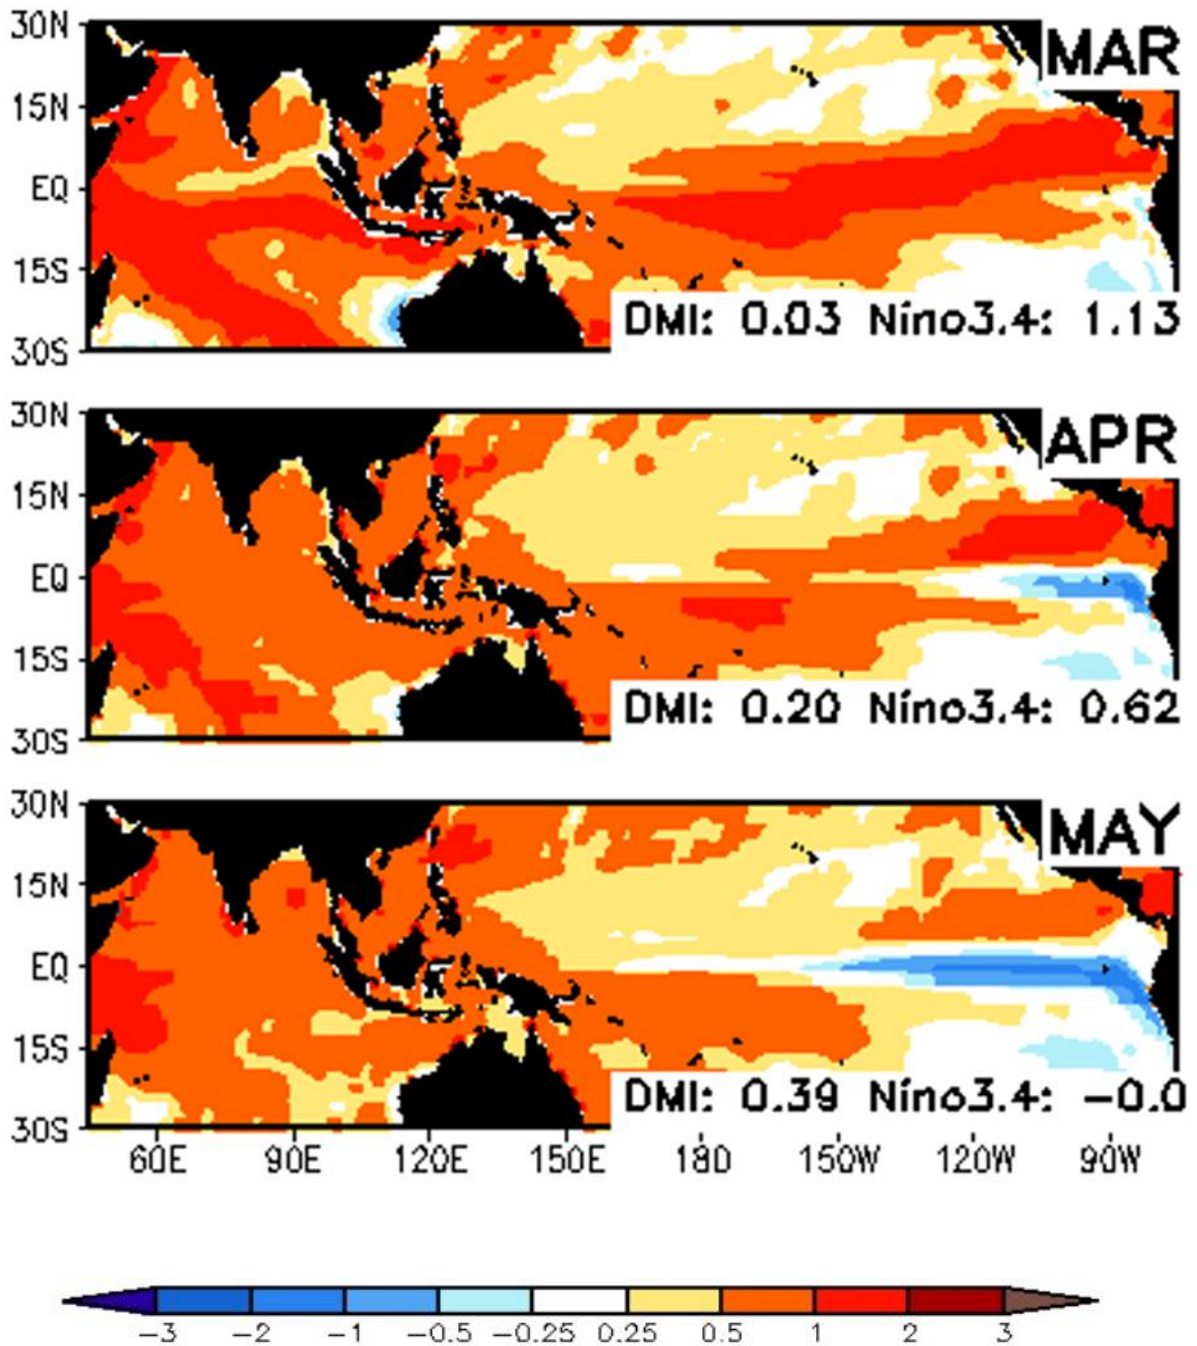 30N
MAR
15N
EQ
15S
DMI: 0.03 Nino3.4: 1.13
30S
30N
APR
15N
EQ
15S
DMI: 0.20 Nino3.4: 0.62
30S
30N
MAY
15N
EQ
15S
DMI: 0.39 Nino3.4: −0.0
30S
60E 90E 120E 150E 180 150W 120W 90W
−3 −2 −1 −0.5 −0.25 0.25 0.5 1 2 3